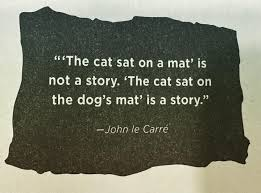 “‘The cat sat on a mat’ is
not a story. ‘The cat sat on
the dog’s mat’ is a story.”
—John le Carré